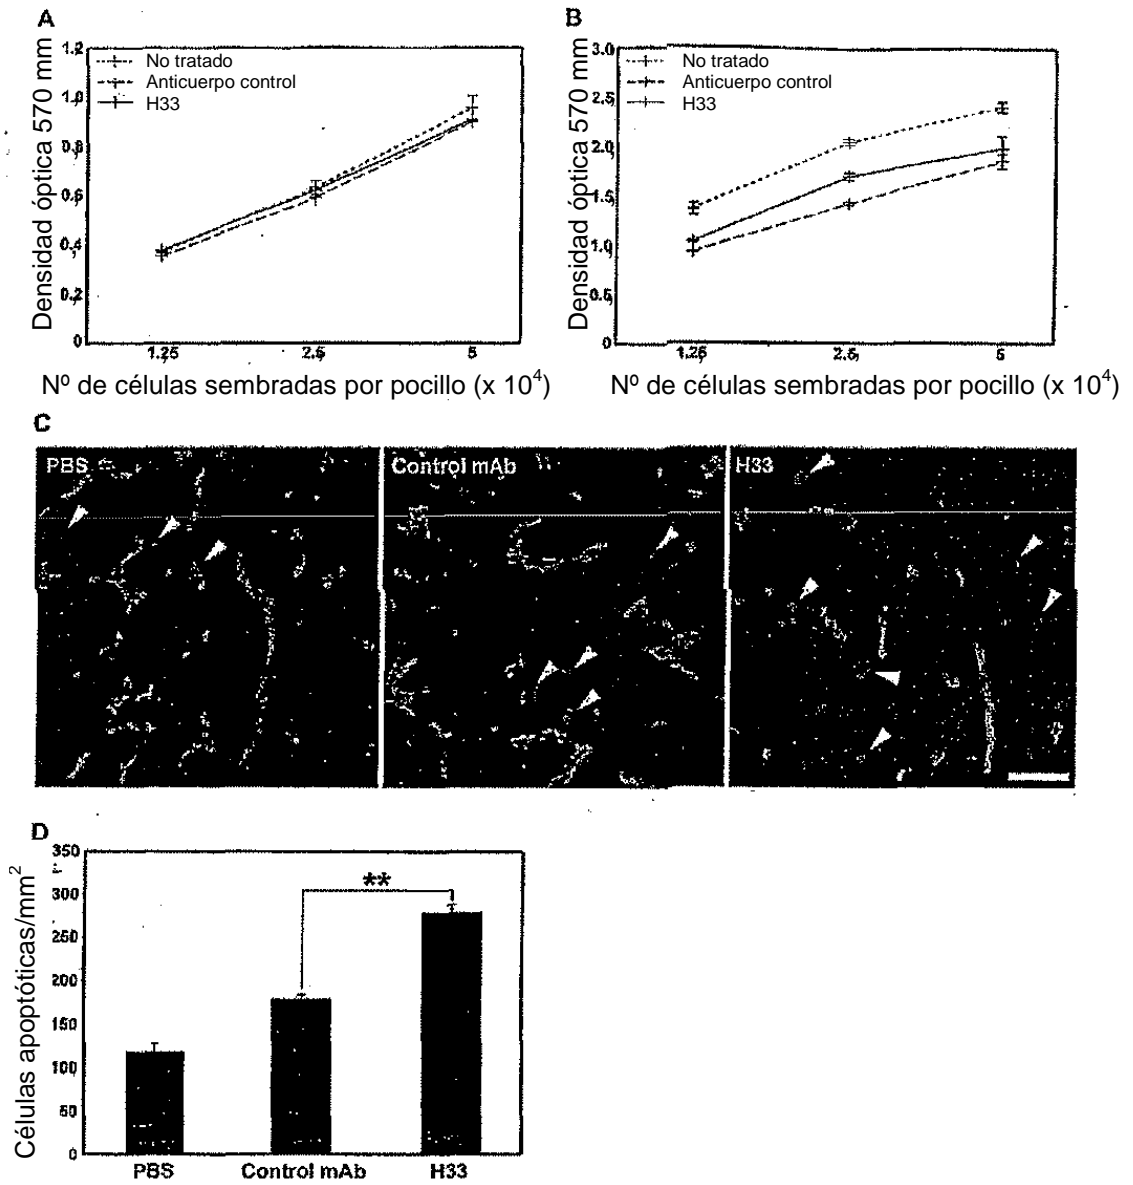 A
Densidad óptica 570 mm
1.2
1.0
0.8
0.6
0.4
0.2
0
No tratado
Anticuerpo control
H33
1.25
2.5
5
Nº de células sembradas por pocillo (x 10⁴)
B
Densidad óptica 570 mm
3.0
2.5
2.0
1.5
1.0
0.5
0
No tratado
Anticuerpo control
H33
1.25
2.5
5
Nº de células sembradas por pocillo (x 10⁴)
C
PBS
Control mAb
H33
D
Células apoptóticas/mm²
350
300
250
200
150
100
50
0
**
PBS
Control mAb
H33